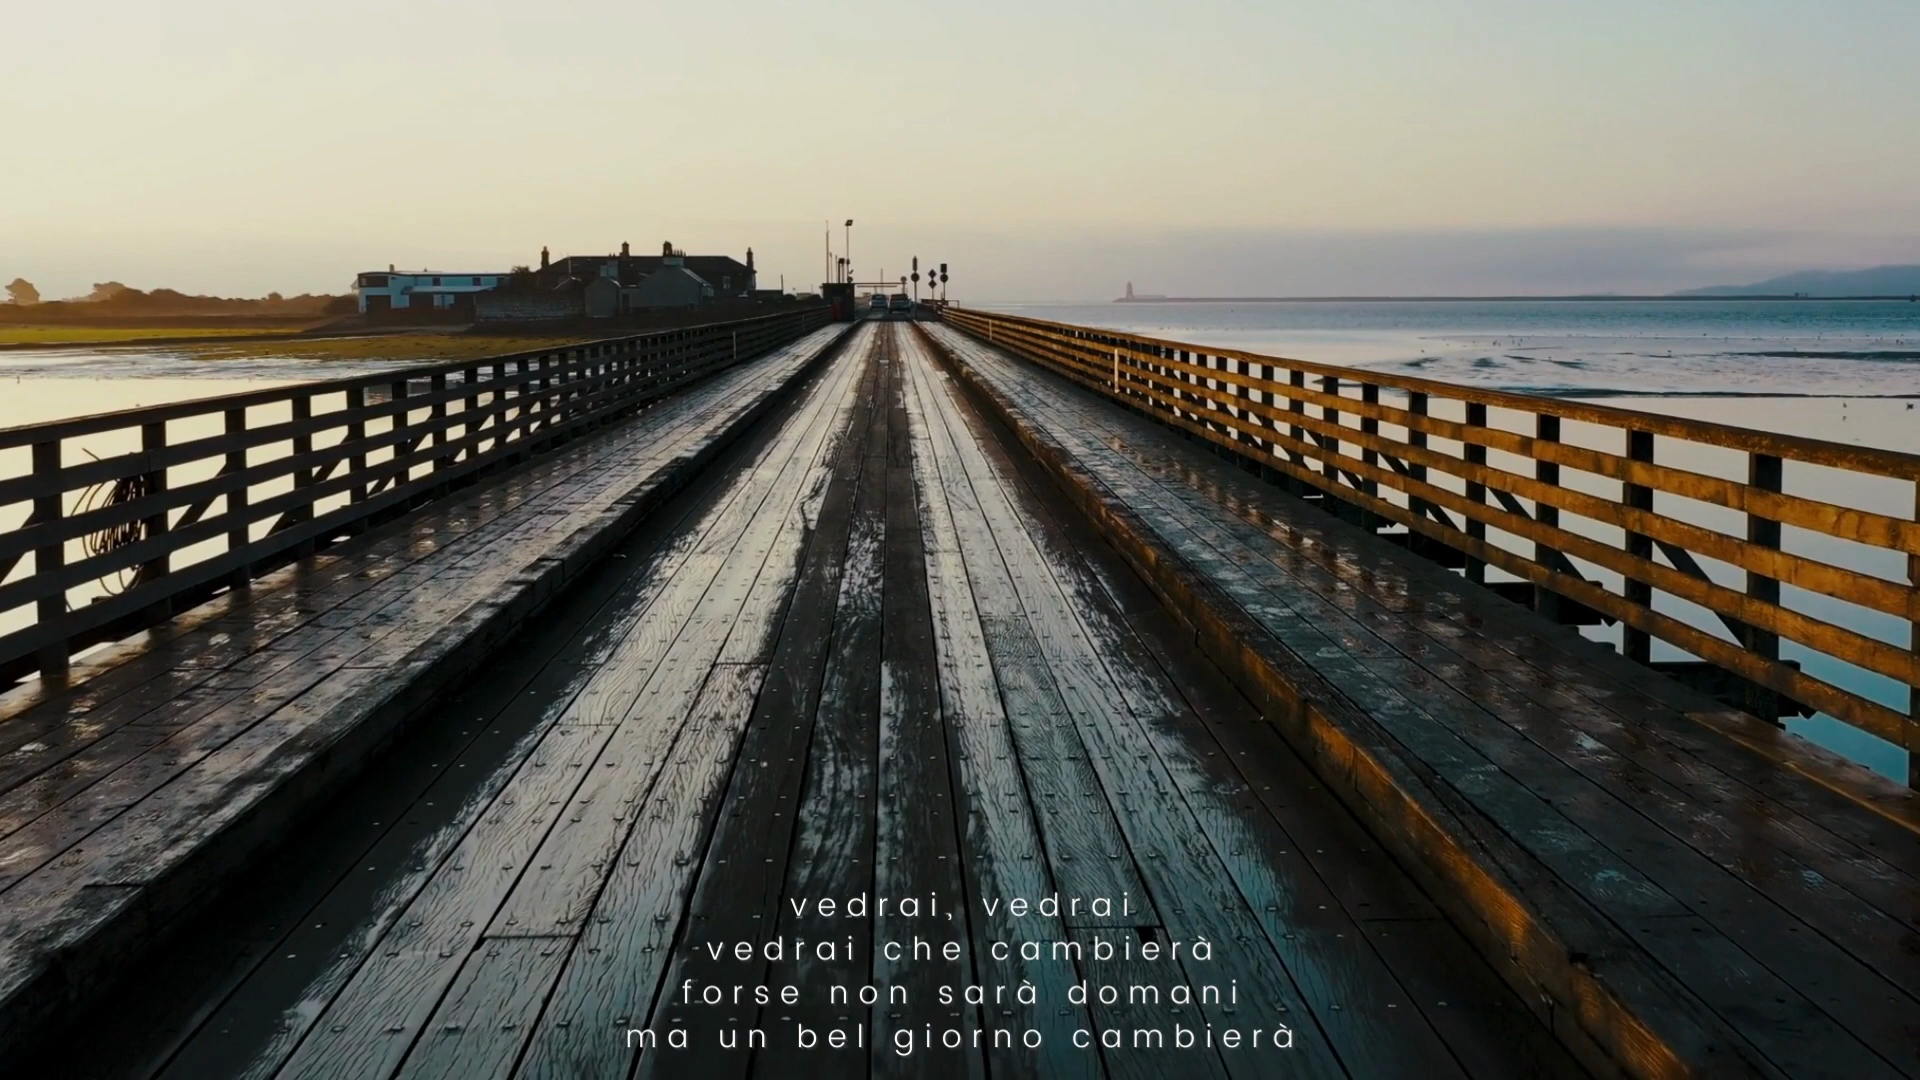 vedrai, vedrai
vedrai che cambierà
forse non sarà domani
ma un bel giorno cambierà